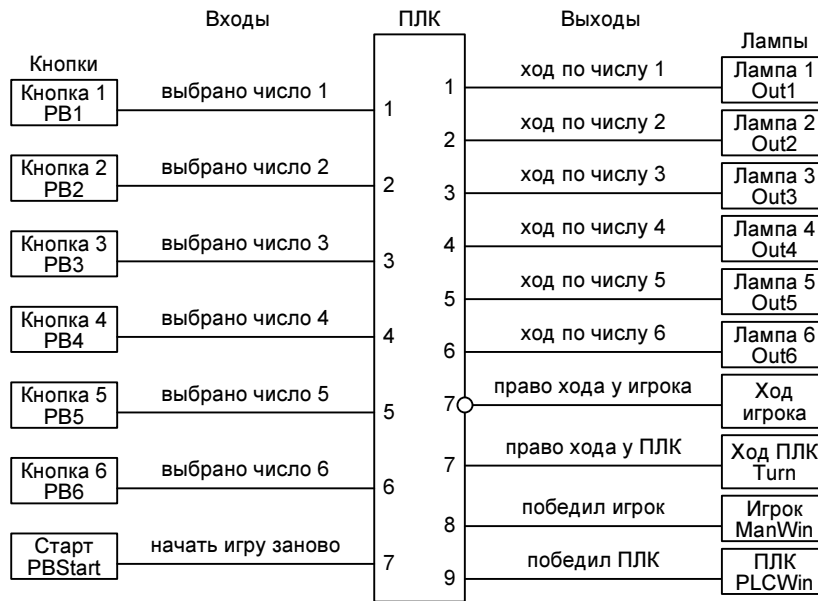 Входы
ПЛК
Выходы
Кнопки
Лампы
Кнопка 1
PB1
выбрано число 1
1
Кнопка 2
PB2
выбрано число 2
2
Кнопка 3
PB3
выбрано число 3
3
Кнопка 4
PB4
выбрано число 4
4
Кнопка 5
PB5
выбрано число 5
5
Кнопка 6
PB6
выбрано число 6
6
Старт
PBStart
начать игру заново
7
1
ход по числу 1
Лампа 1
Out1
2
ход по числу 2
Лампа 2
Out2
3
ход по числу 3
Лампа 3
Out3
4
ход по числу 4
Лампа 4
Out4
5
ход по числу 5
Лампа 5
Out5
6
ход по числу 6
Лампа 6
Out6
7
право хода у игрока
Ход
игрока
7
право хода у ПЛК
Ход ПЛК
Turn
8
победил игрок
Игрок
ManWin
9
победил ПЛК
ПЛК
PLCWin